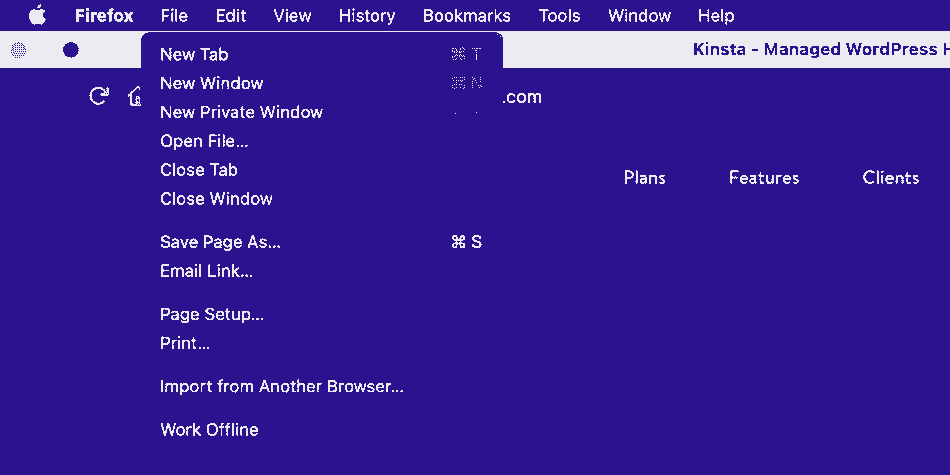 Firefox File Edit View History Bookmarks Tools Window Help
Kinsta - Managed WordPress
New Tab ⌘ T
New Window ⌘ N
New Private Window
.com
Open File...
Close Tab
Plans Features Clients
Close Window
Save Page As... ⌘ S
Email Link...
Page Setup...
Print...
Import from Another Browser...
Work Offline